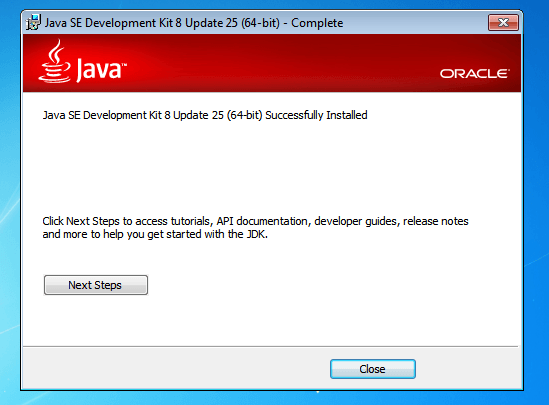 Java SE Development Kit 8 Update 25 (64-bit) - Complete
Java™
ORACLE®
Java SE Development Kit 8 Update 25 (64-bit) Successfully Installed
Click Next Steps to access tutorials, API documentation, developer guides, release notes
and more to help you get started with the JDK.
Next Steps
Close